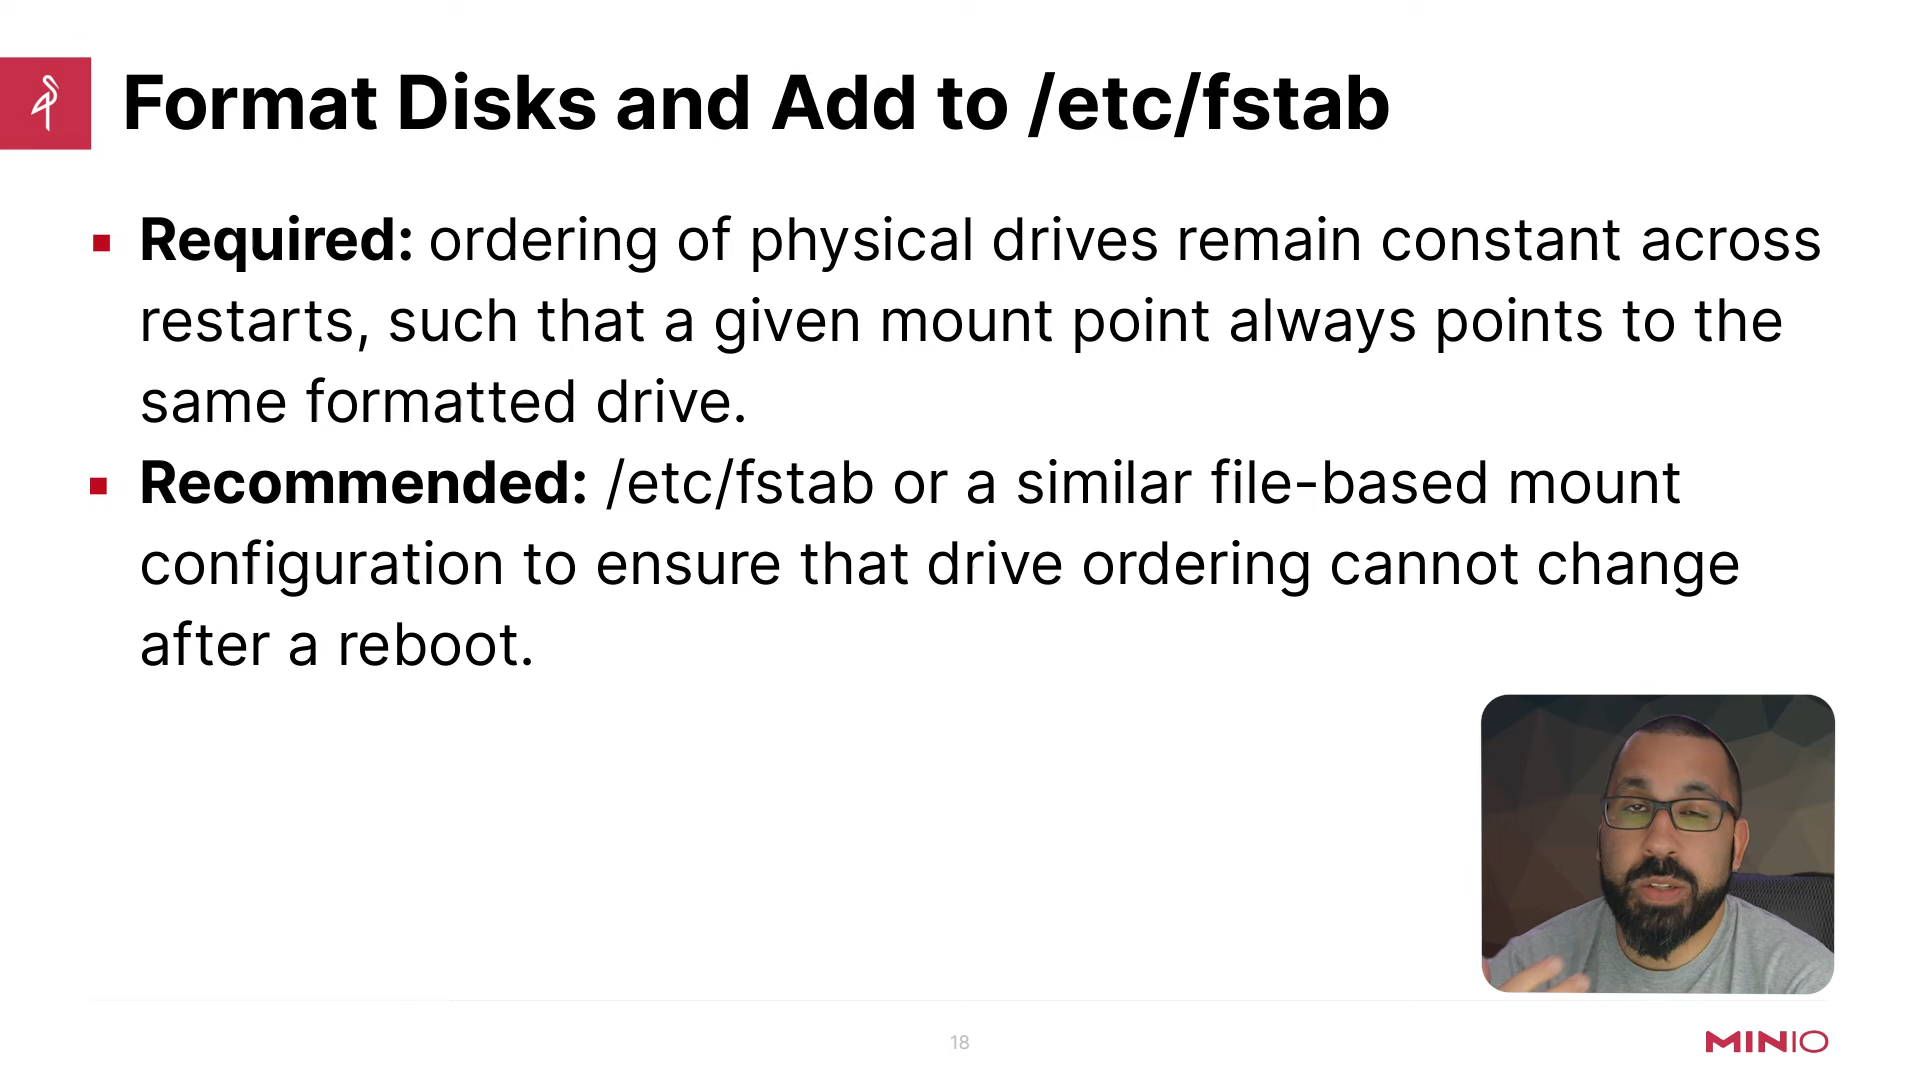 Format Disks and Add to /etc/fstab
Required: ordering of physical drives remain constant across
restarts, such that a given mount point always points to the
same formatted drive.
Recommended: /etc/fstab or a similar file-based mount
configuration to ensure that drive ordering cannot change
after a reboot.
18
MINIO